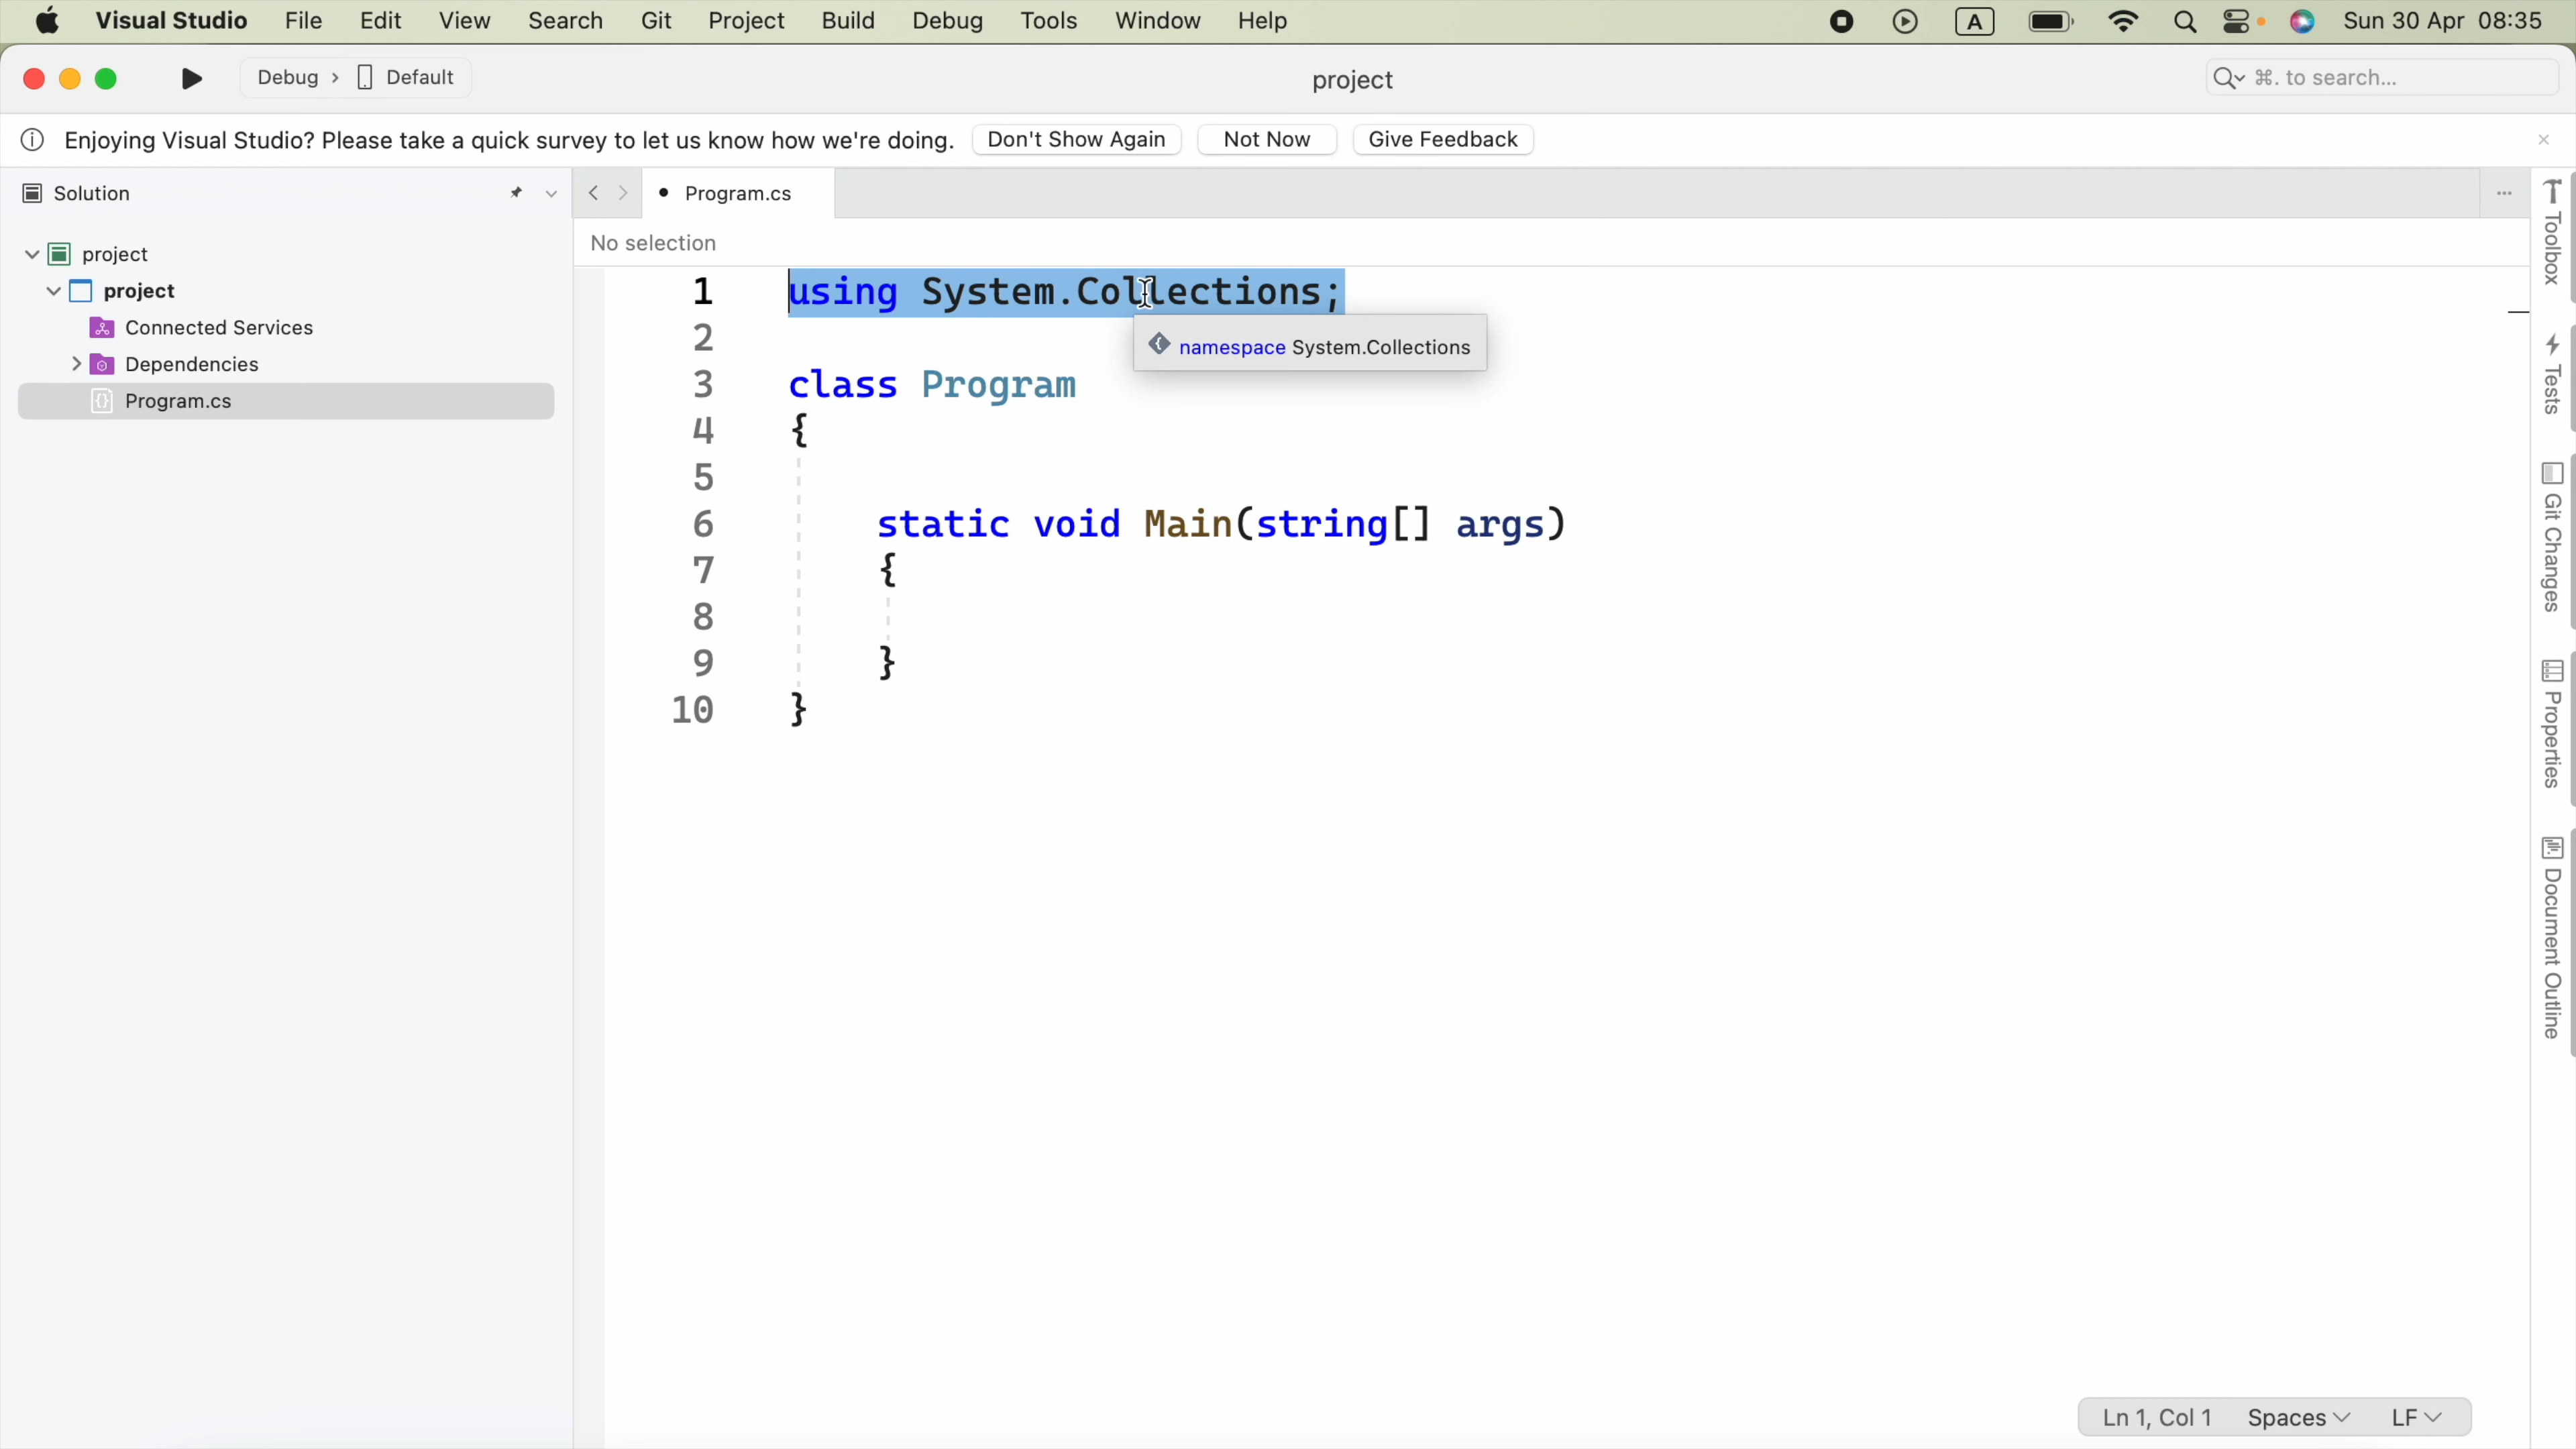 Visual Studio File Edit View Search Git Project Build Debug Tools Window Help A Sun 30 Apr 08:35
Debug › Default project ⌘. to search...
Enjoying Visual Studio? Please take a quick survey to let us know how we're doing. Don't Show Again Not Now Give Feedback
Solution
project
project
Connected Services
Dependencies
Program.cs
Program.cs
No selection
1 using System.Collections;
2
namespace System.Collections
3 class Program
4 {
5
6 static void Main(string[] args)
7 {
8
9 }
10 }
Toolbox
Tests
Git Changes
Properties
Document Outline
Ln 1, Col 1 Spaces LF